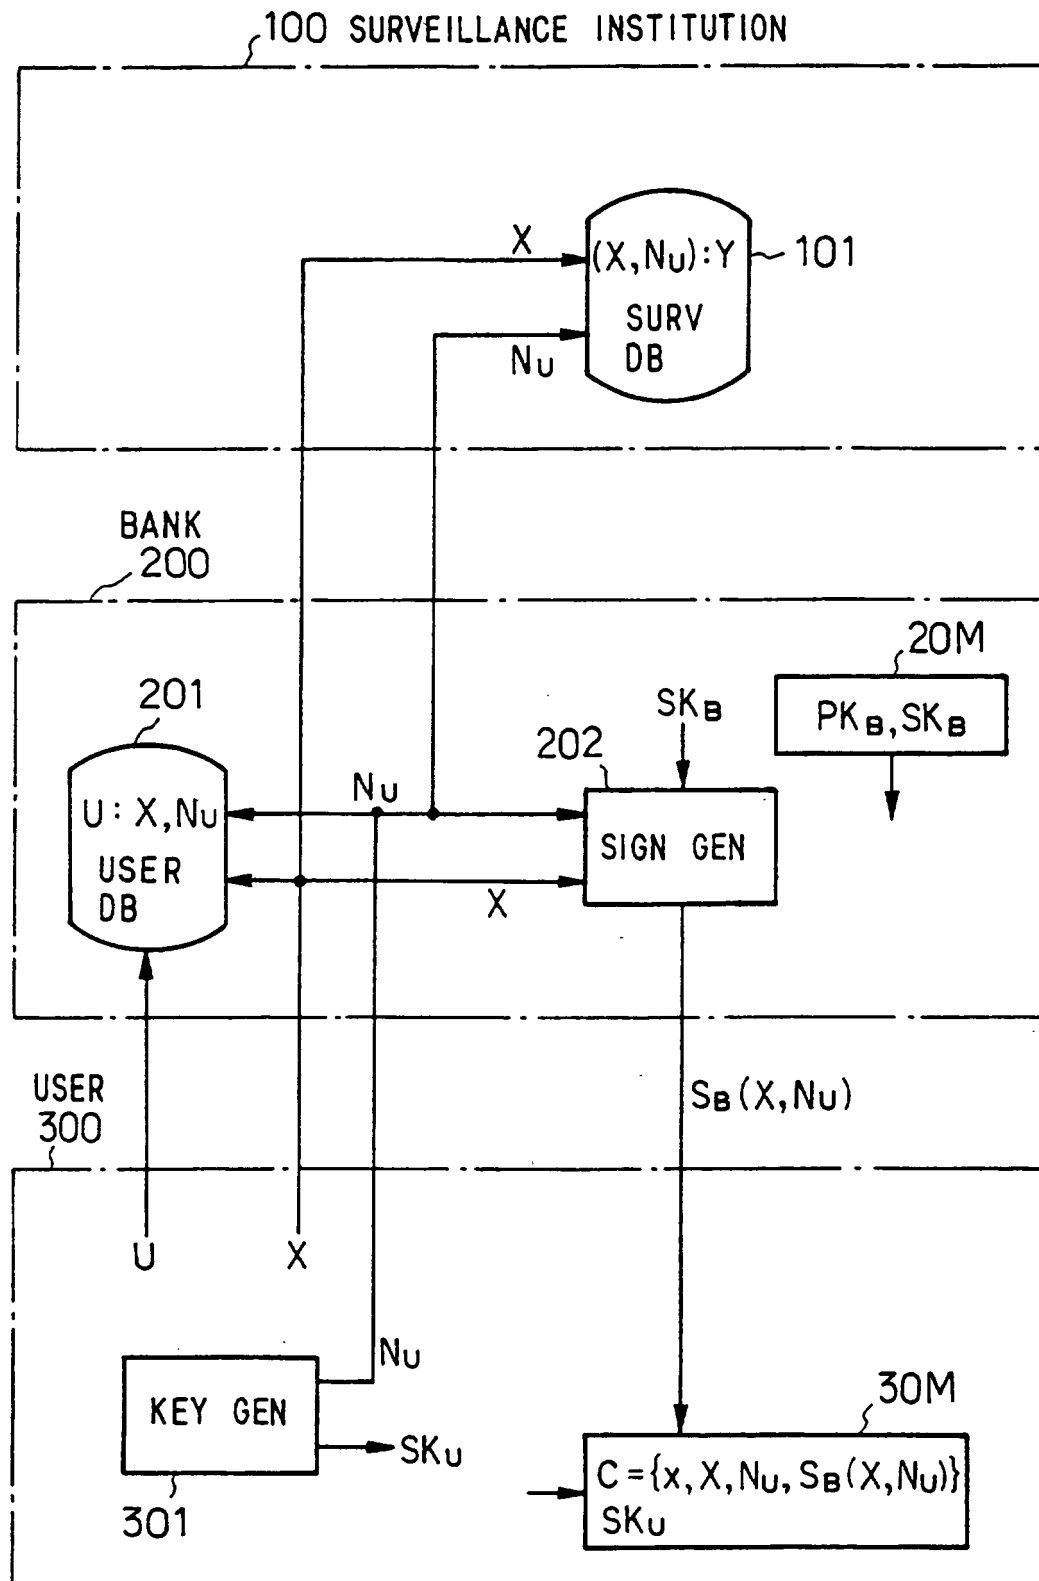 100 SURVEILLANCE INSTITUTION
X
(X,NU):Y
101
SURV
DB
NU
BANK
200
20M
201
SKB
PKB,SKB
202
NU
U:X,NU
SIGN GEN
USER
DB
X
USER
300
SB(X,NU)
U
X
NU
30M
KEY GEN
SKU
C={x,X,NU,SB(X,NU)}
SKU
301